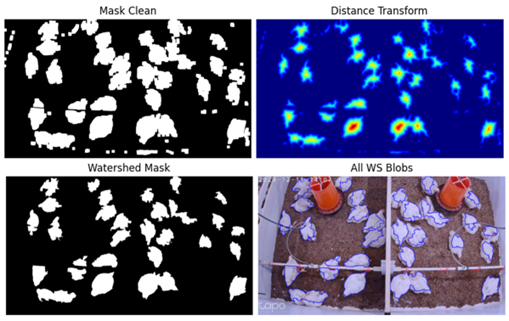 Mask Clean
Distance Transform
Watershed Mask
All WS Blobs